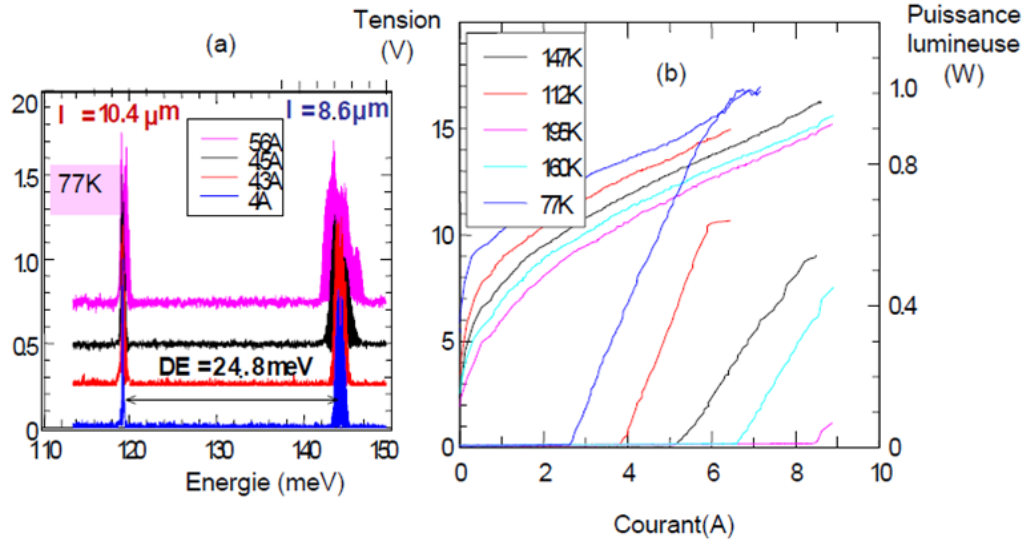 (a)
20
1.5
1.0
0.5
0
l = 10.4 µm
l = 8.6µm
77K
56A
45A
43A
4A
DE = 24.8 meV
110
120
130
140
150
Energie (meV)
Tension
(V)
15
10
5
0
147K
112K
195K
160K
77K
(b)
Puissance
lumineuse
(W)
1.0
0.8
0.4
0
0
2
4
6
8
10
Courant(A)